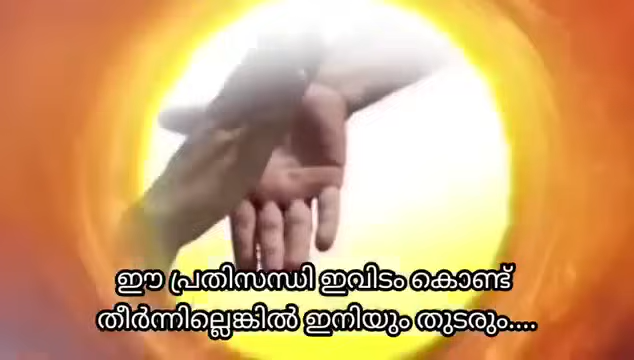 ഈ പ്രതിസന്ധി ഇവിടം കൊണ്ട്
തീർന്നില്ലെങ്കിൽ ഇനിയും തുടരും....